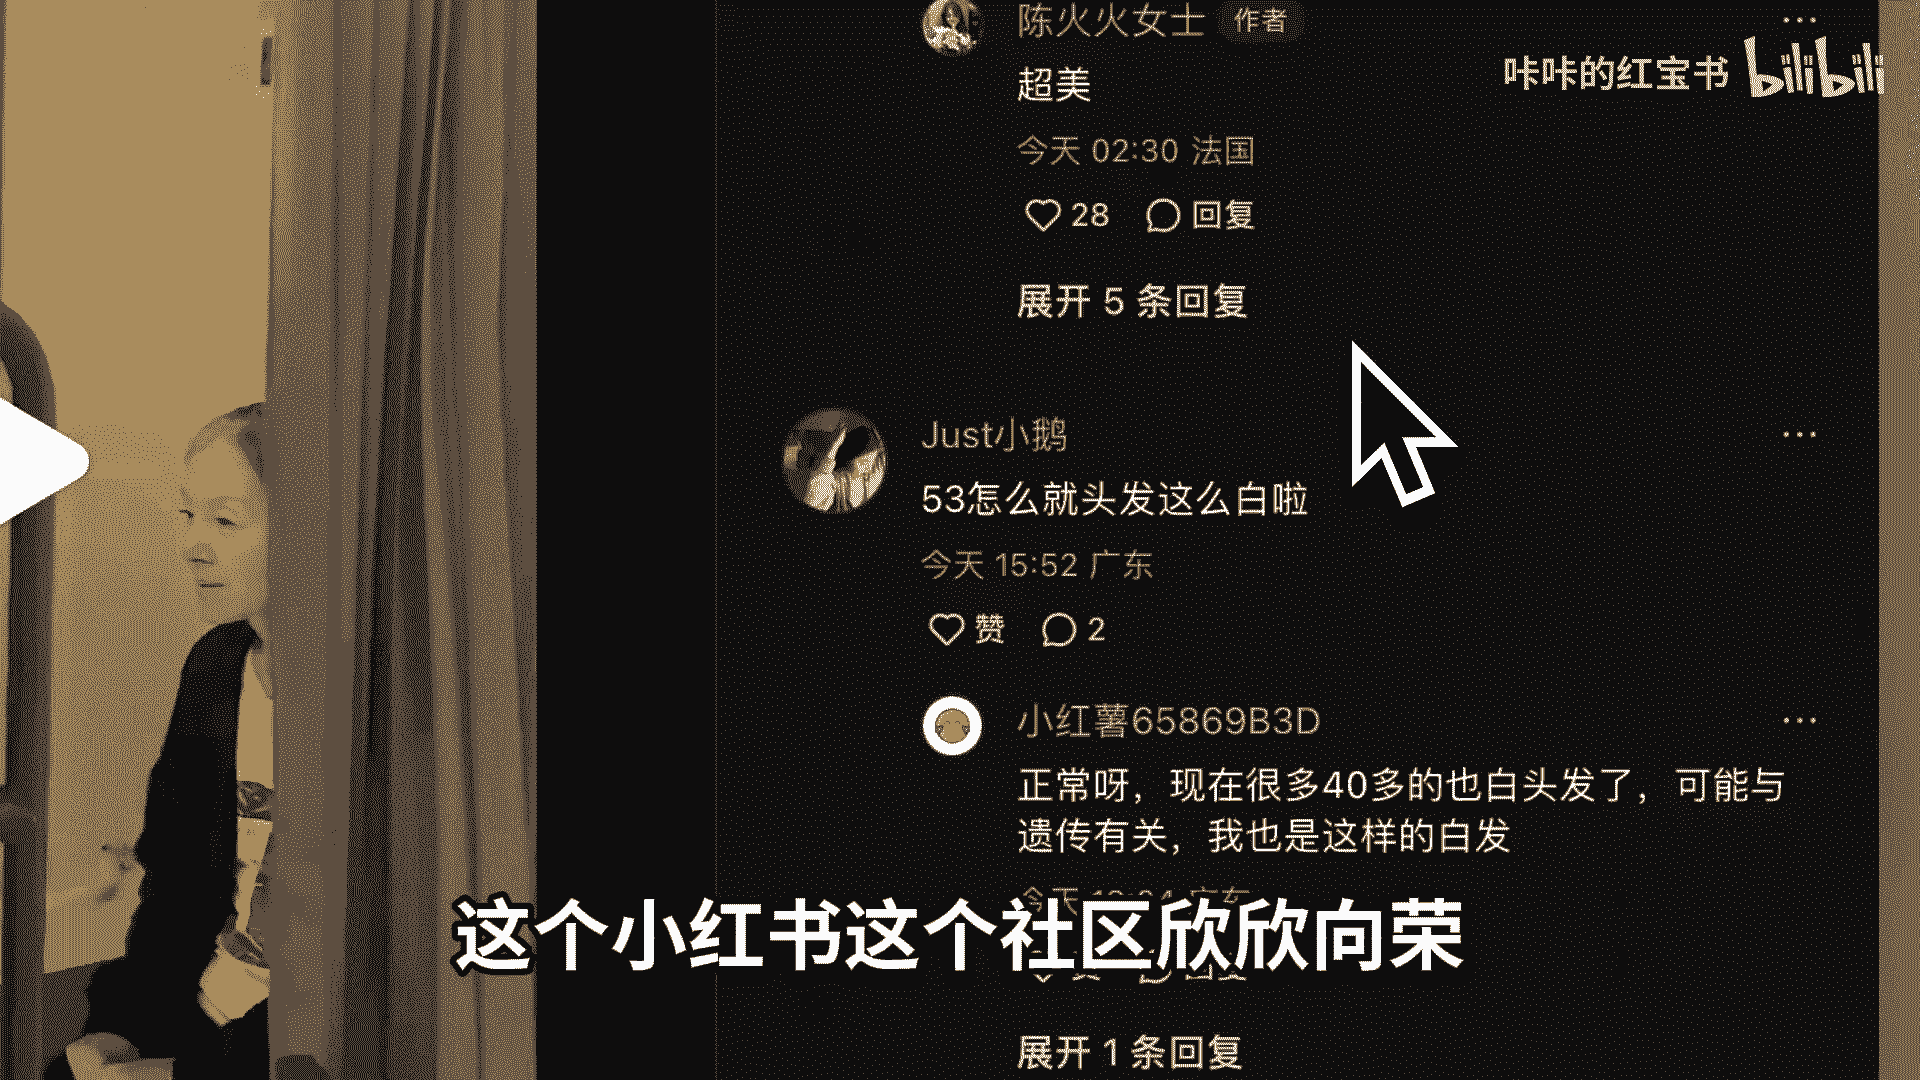 陈火火女士 作者
咔咔的红宝书 bilibili
超美
今天 02:30 法国
28 回复
展开 5 条回复
Just小鹅
53怎么就头发这么白啦
今天 15:52 广东
赞 2
小红薯65869B3D
正常呀，现在很多40多的也白头发了，可能与
遗传有关，我也是这样的白发
这个小红书这个社区欣欣向荣
展开 1 条回复